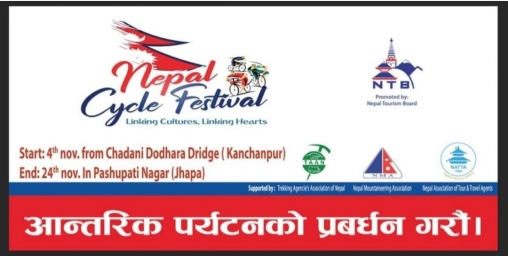 Nepal
Cycle Festival
Linking Cultures, Linking Hearts
NTB
Promoted by:
Nepal Tourism Board
Start: 4th nov. from Chadani Dodhara Dridge ( Kanchanpur)
End: 24th nov. In Pashupati Nagar (Jhapa)
TAAN
NMA
NATTA
Supported by : Trekking Agencie's Association of Nepal Nepal Mountaineering Association Nepal Association of Tour & Travel Agents
आन्तरिक पर्यटनको प्रबर्धन गरौं।